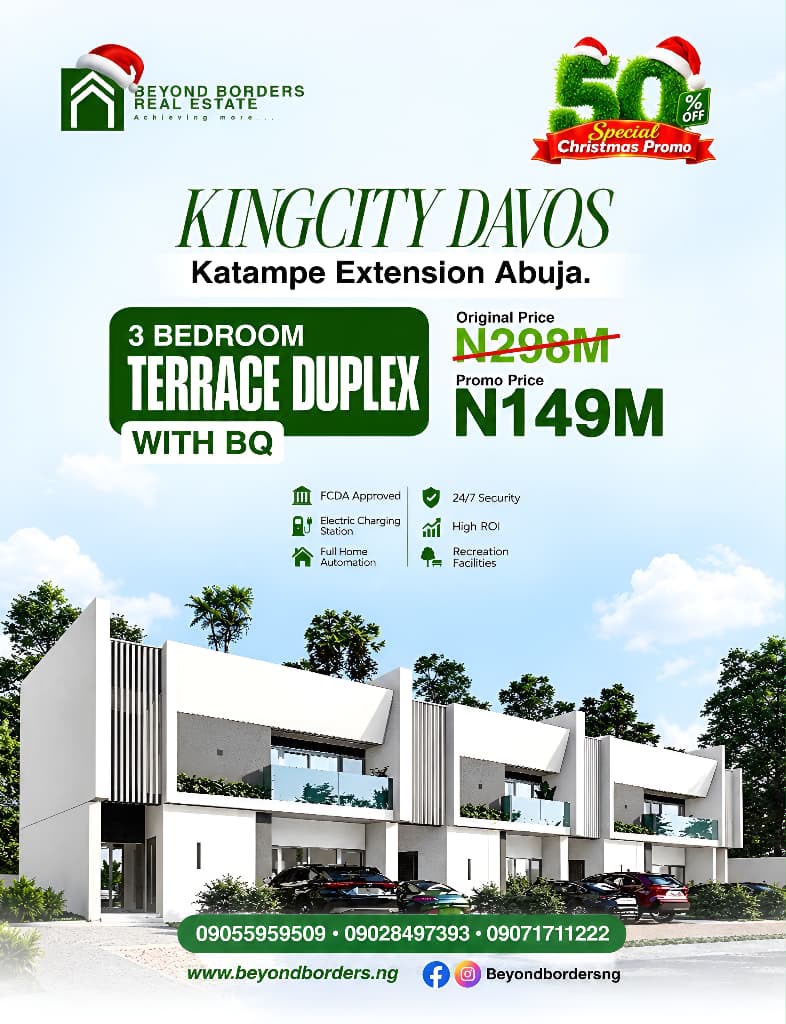 BEYOND BORDERS
REAL ESTATE
Achieving more...
50
% OFF
Special
Christmas Promo
KINGCITY DAVOS
Katampe Extension Abuja.
3 BEDROOM
TERRACE DUPLEX
WITH BQ
Original Price
N298M
Promo Price
N149M
FCDA Approved
Electric Charging
Station
Full Home
Automation
24/7 Security
High ROI
Recreation
Facilities
09055959509 • 09028497393 • 09071711222
www.beyondborders.ng
Beyondbordersng